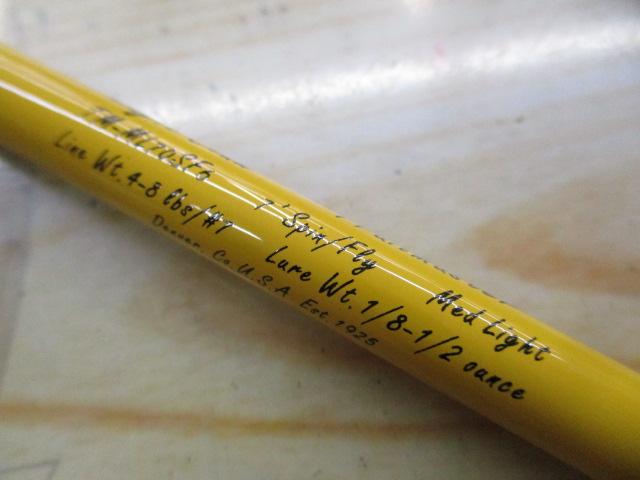 7' Spin/Fly Med Light
Line Wt. 4-8 lbs/#7 Lure Wt. 1/8-1/2 ounce
Denver, Co. U.S.A. Est. 1925